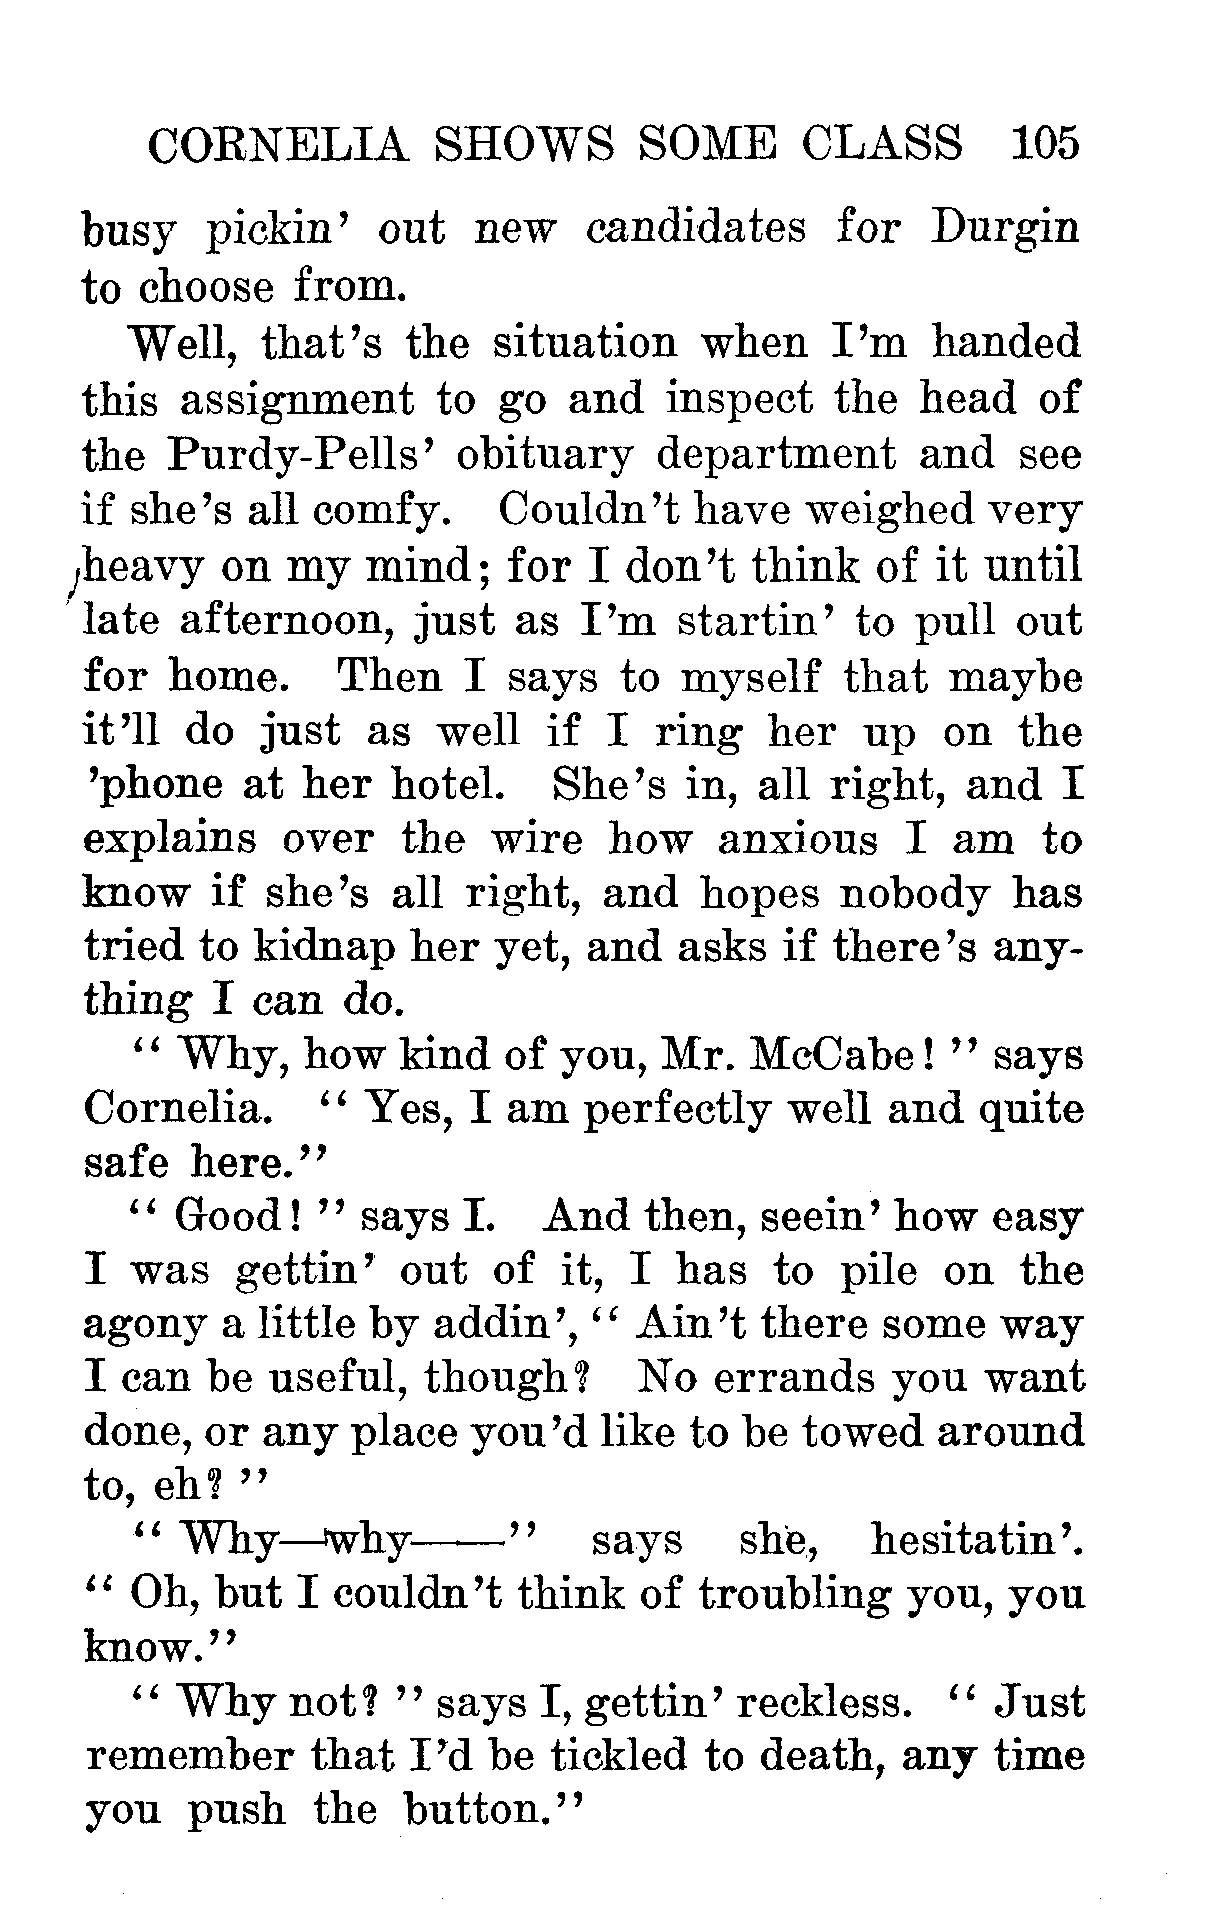 CORNELIA SHOWS SOME CLASS 105
busy pickin’ out new candidates for Durgin
to choose from.
Well, that’s the situation when I’m handed
this assignment to go and inspect the head of
the Purdy-Pells’ obituary department and see
if she’s all comfy. Couldn’t have weighed very
heavy on my mind; for I don’t think of it until
late afternoon, just as I’m startin’ to pull out
for home. Then I says to myself that maybe
it’ll do just as well if I ring her up on the
’phone at her hotel. She’s in, all right, and I
explains over the wire how anxious I am to
know if she’s all right, and hopes nobody has
tried to kidnap her yet, and asks if there’s any-
thing I can do.
“ Why, how kind of you, Mr. McCabe! ” says
Cornelia. “ Yes, I am perfectly well and quite
safe here.”
“ Good! ” says I. And then, seein’ how easy
I was gettin’ out of it, I has to pile on the
agony a little by addin’, “ Ain’t there some way
I can be useful, though? No errands you want
done, or any place you’d like to be towed around
to, eh? ”
“ Why—why——” says she, hesitatin’.
“ Oh, but I couldn’t think of troubling you, you
know.”
“ Why not? ” says I, gettin’ reckless. “ Just
remember that I’d be tickled to death, any time
you push the button.”